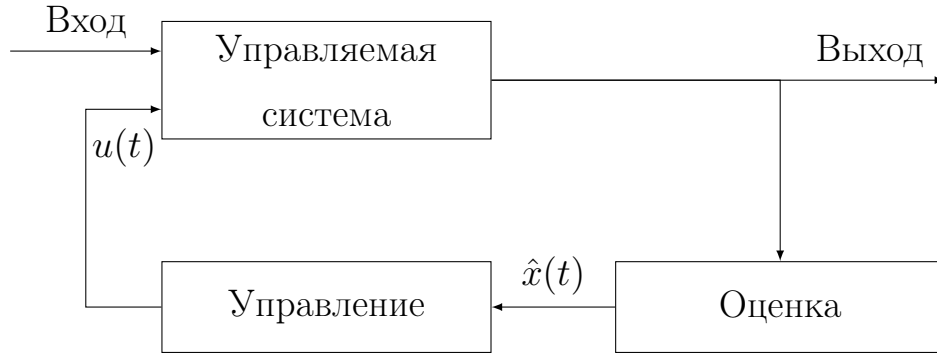 Вход
Управляемая
система
Выход
u(t)
Управление
x̂(t)
Оценка